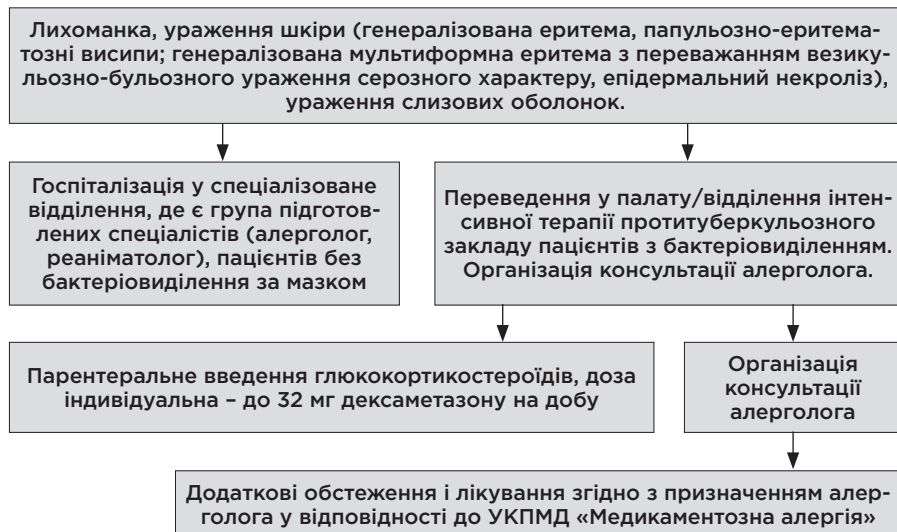 Лихоманка, ураження шкіри (генералізована еритема, папульозно-еритема-
тозні висипи; генералізована мультиформна еритема з переважанням везику-
льозно-бульозного ураження серозного характеру, епідермальний некроліз),
ураження слизових оболонок.
Госпіталізація у спеціалізоване
відділення, де є група підготов-
лених спеціалістів (алерголог,
реаніматолог), пацієнтів без
бактеріовиділення за мазком
Переведення у палату/відділення інтен-
сивної терапії протитуберкульозного
закладу пацієнтів з бактеріовиділенням.
Організація консультації алерголога.
Парентеральне введення глюкокортикостероїдів, доза
індивідуальна – до 32 мг дексаметазону на добу
Організація
консультації
алерголога
Додаткові обстеження і лікування згідно з призначенням алер-
голога у відповідності до УКПМД «Медикаментозна алергія»